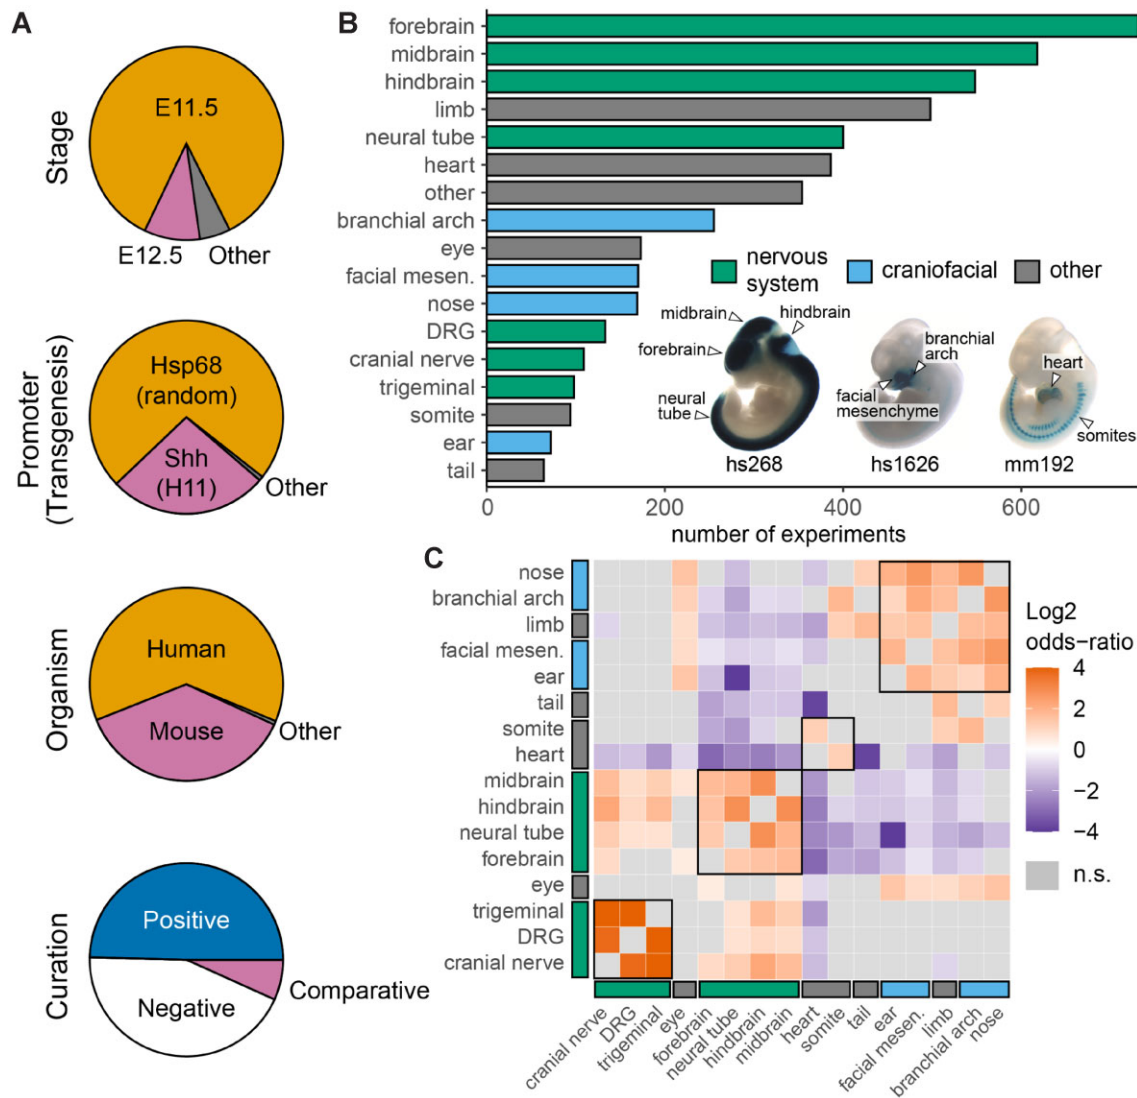 A
Stage
E11.5
E12.5
Other
Promoter
(Transgenesis)
Hsp68
(random)
Shh
(H11)
Other
Organism
Human
Mouse
Other
Curation
Positive
Negative
Comparative
B
forebrain
midbrain
hindbrain
limb
neural tube
heart
other
branchial arch
eye
facial mesen.
nose
DRG
cranial nerve
trigeminal
somite
ear
tail
0
200
400
600
number of experiments
nervous
system
craniofacial
other
midbrain
hindbrain
forebrain
neural
tube
hs268
branchial
arch
facial
mesenchyme
hs1626
heart
somites
mm192
C
nose
branchial arch
limb
facial mesen.
ear
tail
somite
heart
midbrain
hindbrain
neural tube
forebrain
eye
trigeminal
DRG
cranial nerve
cranial nerve
DRG
trigeminal
eye
forebrain
neural tube
hindbrain
midbrain
heart
somite
tail
ear
facial mesen.
limb
branchial arch
nose
Log2
odds−ratio
4
2
0
−2
−4
n.s.